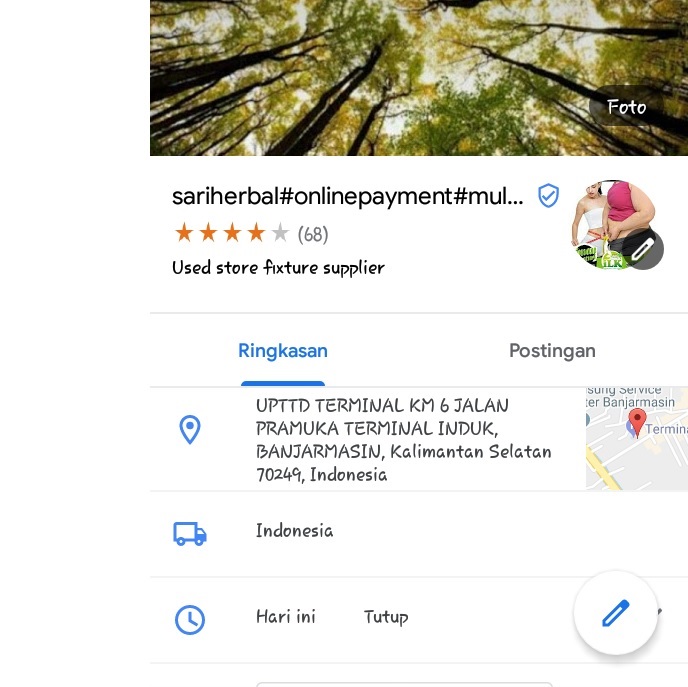 Foto
sariherbal#onlinepayment#mul...
(68)
Used store fixture supplier
Ringkasan
Postingan
UPTTD TERMINAL KM 6 JALAN
PRAMUKA TERMINAL INDUK,
BANJARMASIN, Kalimantan Selatan
70249, Indonesia
sung Service
ter Banjarmasin
Termina
Indonesia
Hari ini Tutup